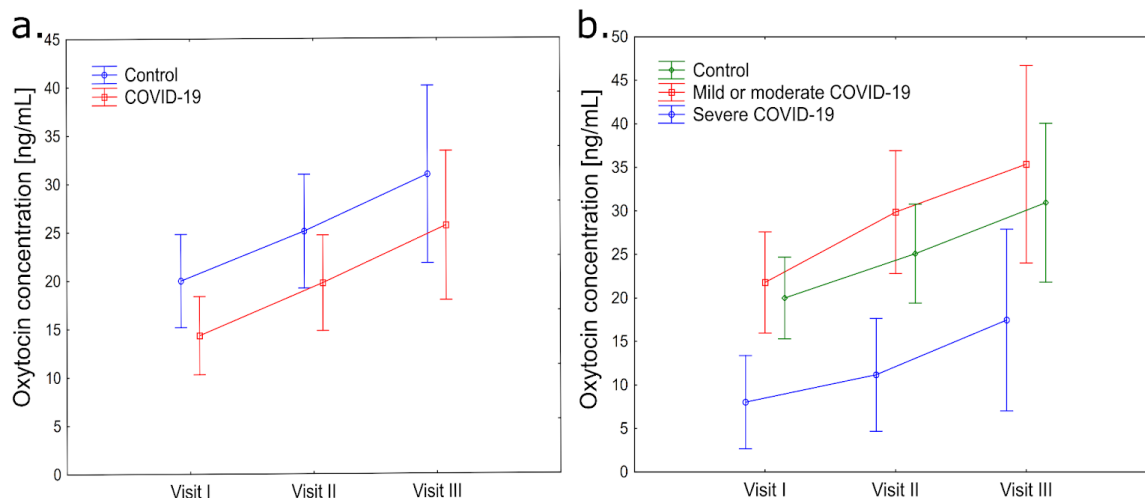 a.
Oxytocin concentration [ng/mL]
45
40
35
30
25
20
15
10
5
0
Control
COVID-19
Visit I Visit II Visit III
b.
Oxytocin concentration [ng/mL]
50
45
40
35
30
25
20
15
10
5
0
Control
Mild or moderate COVID-19
Severe COVID-19
Visit I Visit II Visit III